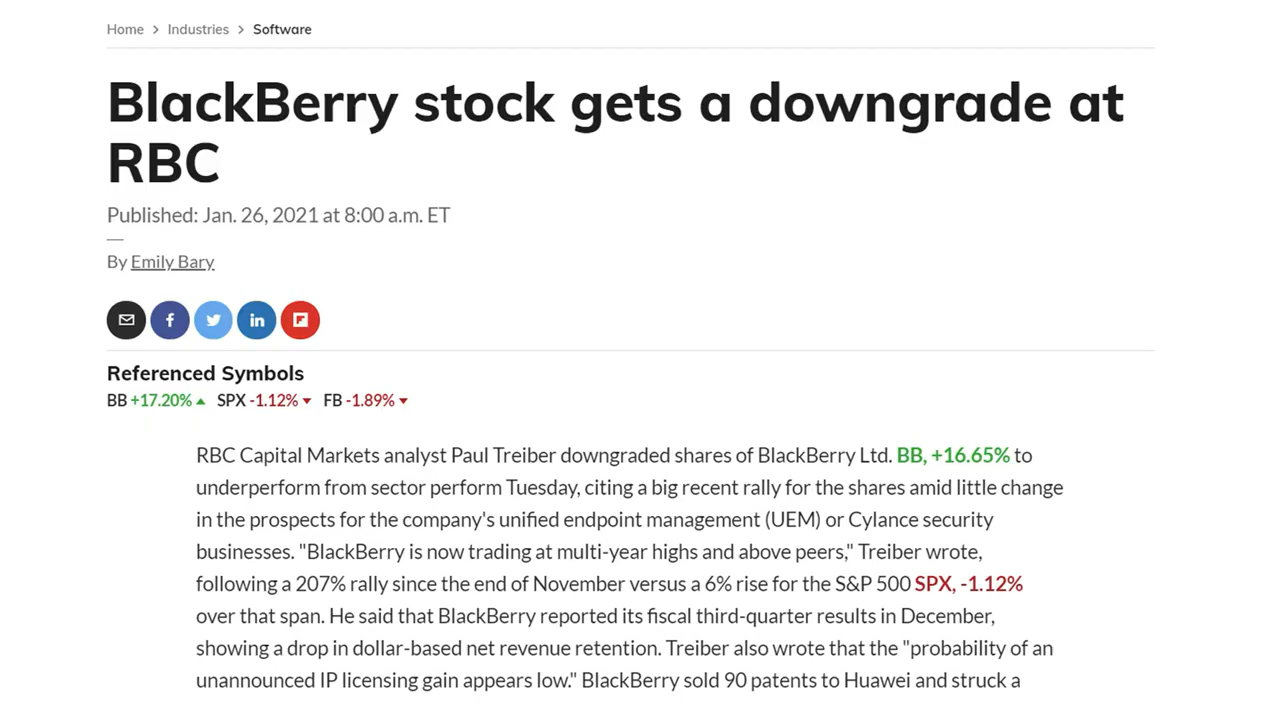 Home > Industries > Software
BlackBerry stock gets a downgrade at
RBC
Published: Jan. 26, 2021 at 8:00 a.m. ET
By Emily Bary
Referenced Symbols
BB +17.20% SPX -1.12% FB -1.89%
RBC Capital Markets analyst Paul Treiber downgraded shares of BlackBerry Ltd. BB, +16.65% to
underperform from sector perform Tuesday, citing a big recent rally for the shares amid little change
in the prospects for the company's unified endpoint management (UEM) or Cylance security
businesses. "BlackBerry is now trading at multi-year highs and above peers," Treiber wrote,
following a 207% rally since the end of November versus a 6% rise for the S&P 500 SPX, -1.12%
over that span. He said that BlackBerry reported its fiscal third-quarter results in December,
showing a drop in dollar-based net revenue retention. Treiber also wrote that the "probability of an
unannounced IP licensing gain appears low." BlackBerry sold 90 patents to Huawei and struck a